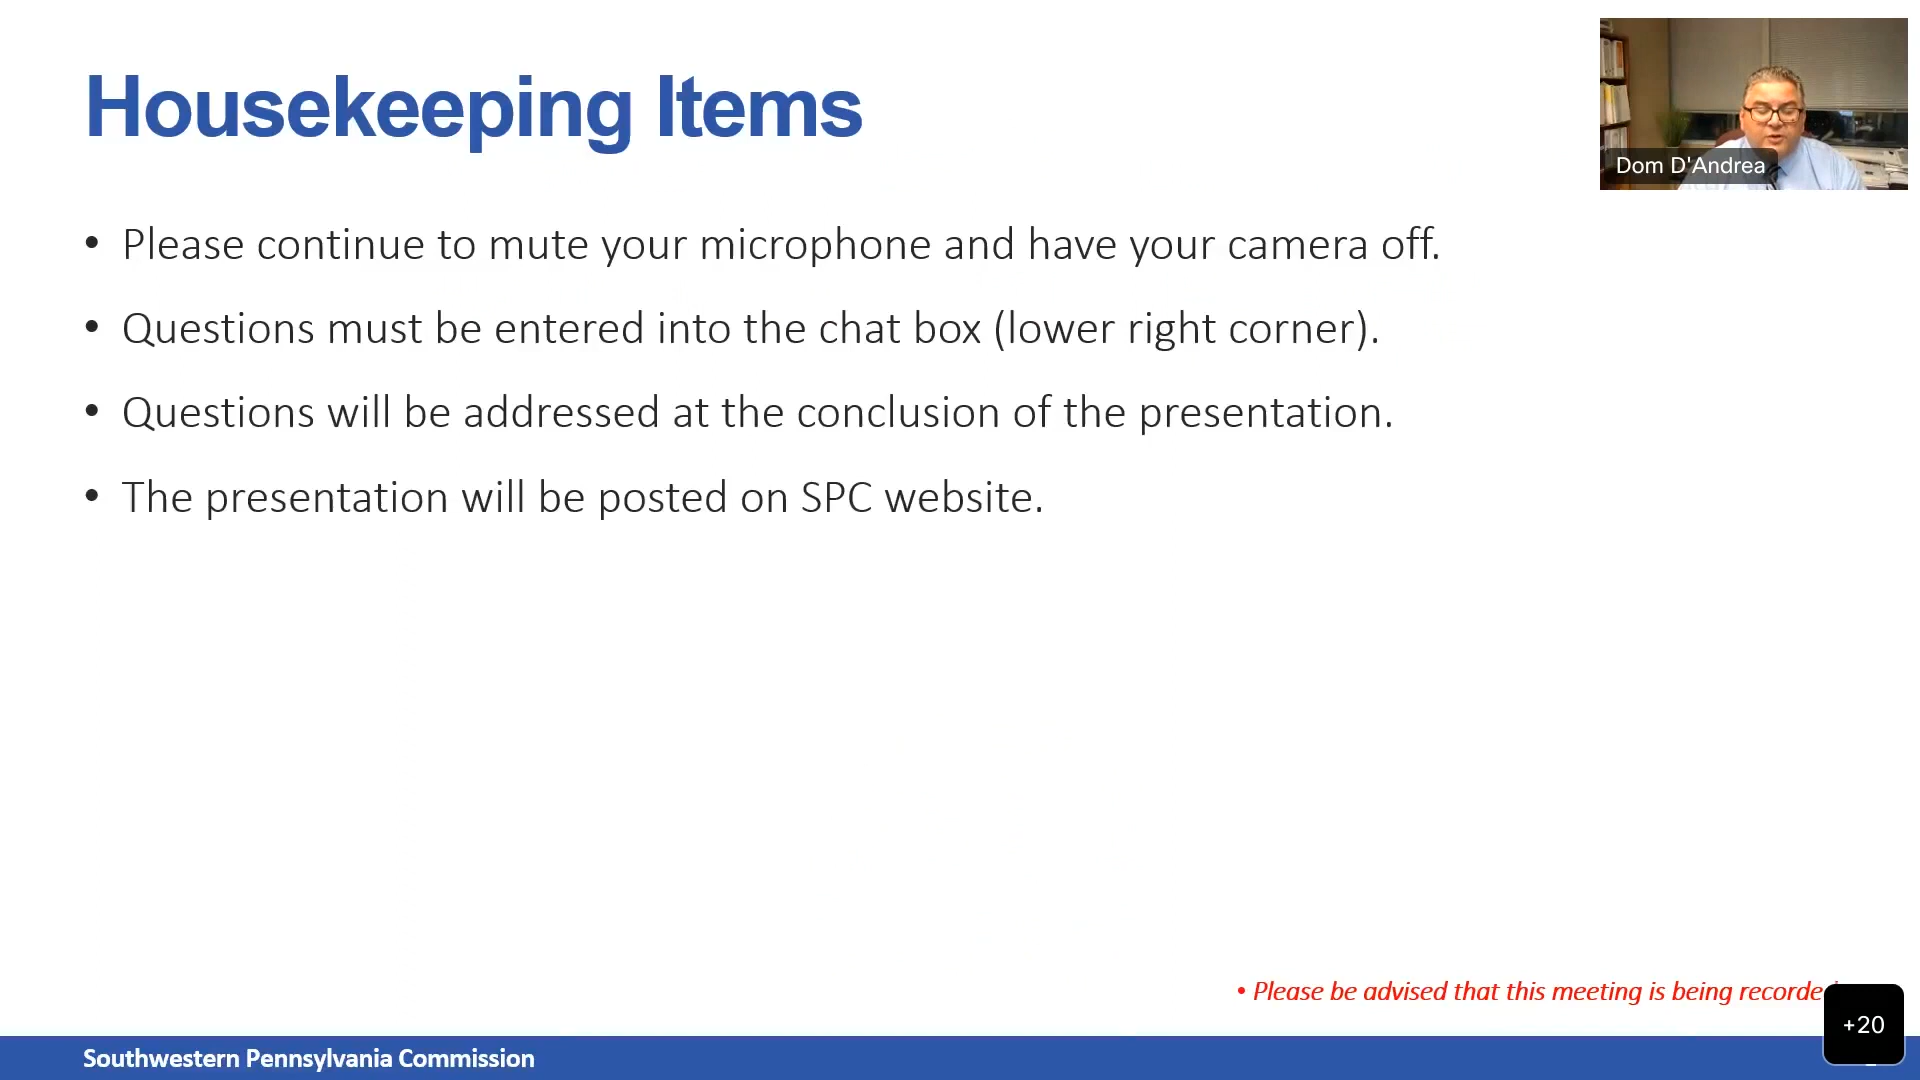 Housekeeping Items
Dom D'Andrea
• Please continue to mute your microphone and have your camera off.
• Questions must be entered into the chat box (lower right corner).
• Questions will be addressed at the conclusion of the presentation.
• The presentation will be posted on SPC website.
• Please be advised that this meeting is being recorde
+20
Southwestern Pennsylvania Commission